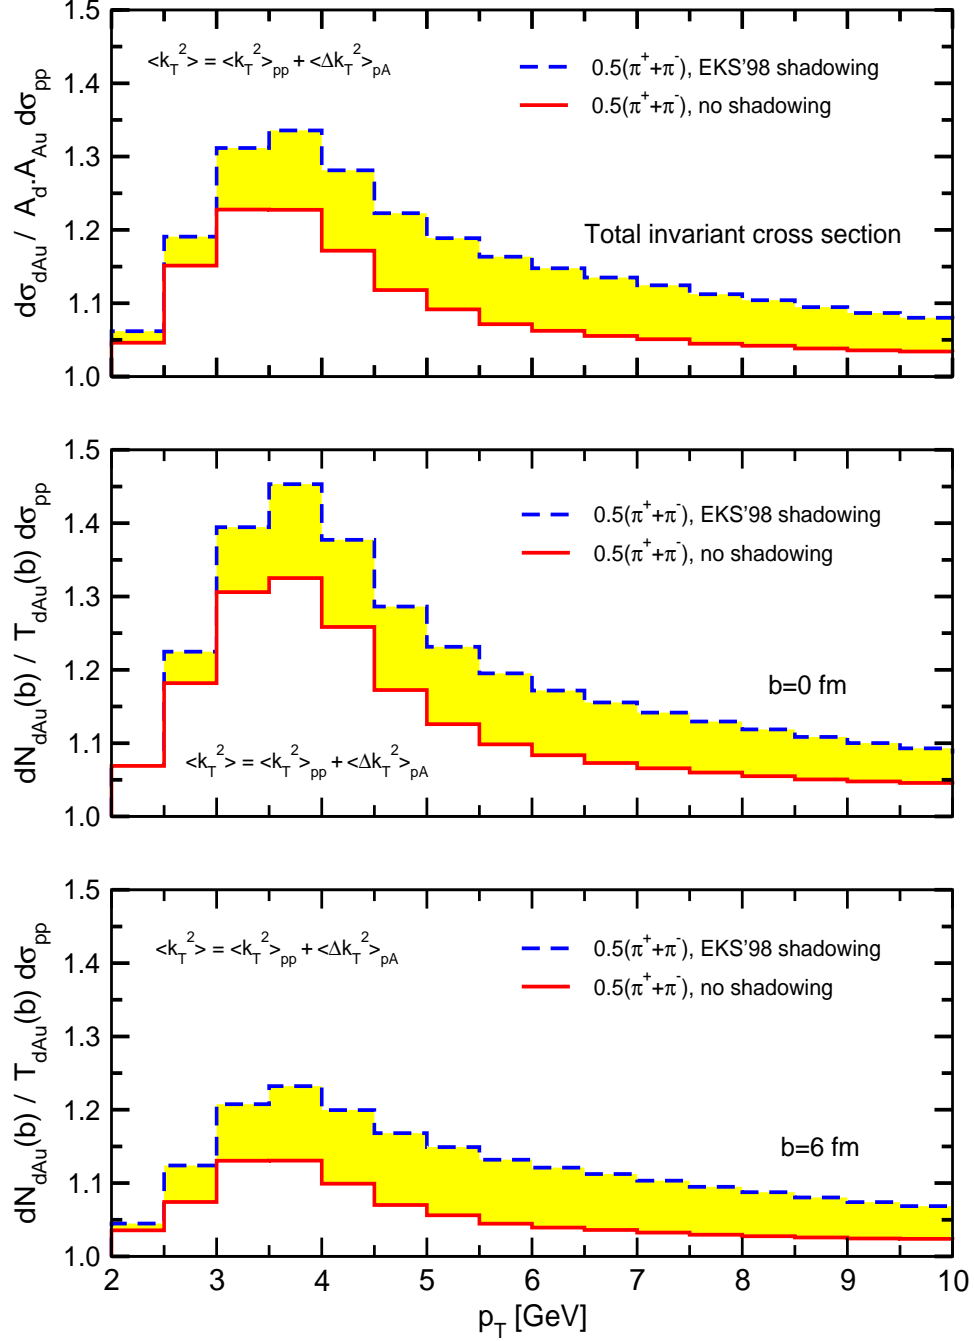 1.5
<k_T^2> = <k_T^2>_pp + <Δk_T^2>_pA
0.5(π^+ +π^-), EKS'98 shadowing
0.5(π^+ +π^-), no shadowing
1.4
1.3
1.2
1.1
1.0
dσ_dAu / A_d.A_Au dσ_pp
Total invariant cross section
1.5
0.5(π^+ +π^-), EKS'98 shadowing
0.5(π^+ +π^-), no shadowing
1.4
1.3
1.2
1.1
1.0
dN_dAu(b) / T_dAu(b) dσ_pp
b=0 fm
<k_T^2> = <k_T^2>_pp + <Δk_T^2>_pA
1.5
<k_T^2> = <k_T^2>_pp + <Δk_T^2>_pA
0.5(π^+ +π^-), EKS'98 shadowing
0.5(π^+ +π^-), no shadowing
1.4
1.3
1.2
1.1
1.0
dN_dAu(b) / T_dAu(b) dσ_pp
b=6 fm
2 3 4 5 6 7 8 9 10
p_T [GeV]